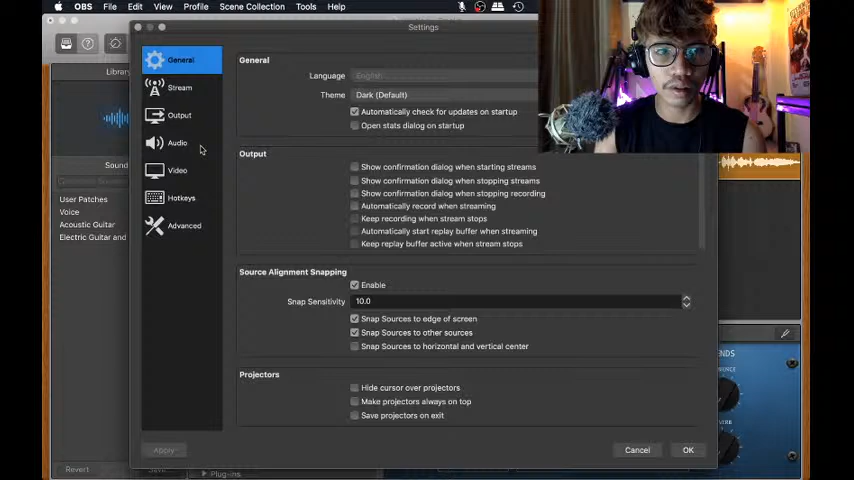 OBS File Edit View Profile Scene Collection Tools Help
Settings
Library
General
Stream
Output
Audio
Video
Hotkeys
Advanced
General
Language English
Theme Dark (Default)
Automatically check for updates on startup
Open stats dialog on startup
Output
Show confirmation dialog when starting streams
Show confirmation dialog when stopping streams
Show confirmation dialog when stopping recording
Automatically record when streaming
Keep recording when stream stops
Automatically start replay buffer when streaming
Keep replay buffer active when stream stops
Source Alignment Snapping
Enable
Snap Sensitivity 10.0
Snap Sources to edge of screen
Snap Sources to other sources
Snap Sources to horizontal and vertical center
Projectors
Hide cursor over projectors
Make projectors always on top
Save projectors on exit
Apply
Cancel
OK
Sound
User Patches
Voice
Acoustic Guitar
Electric Guitar and
Revert
Plug-ins
ENDS